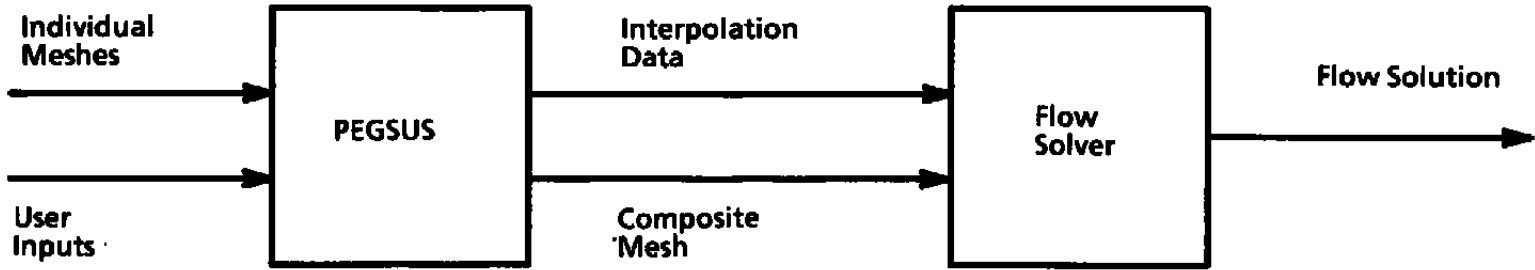 Individual
Meshes
User
Inputs
PEGSUS
Interpolation
Data
Composite
Mesh
Flow
Solver
Flow Solution